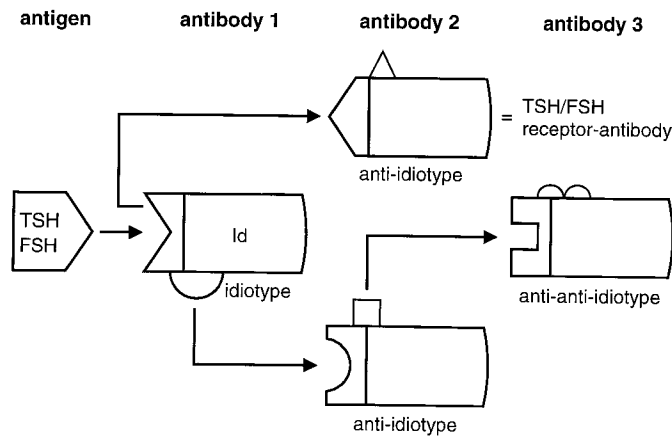 antigen antibody 1 antibody 2 antibody 3
= TSH/FSH
receptor-antibody
anti-idiotype
TSH
FSH
Id
idiotype
anti-anti-idiotype
anti-idiotype